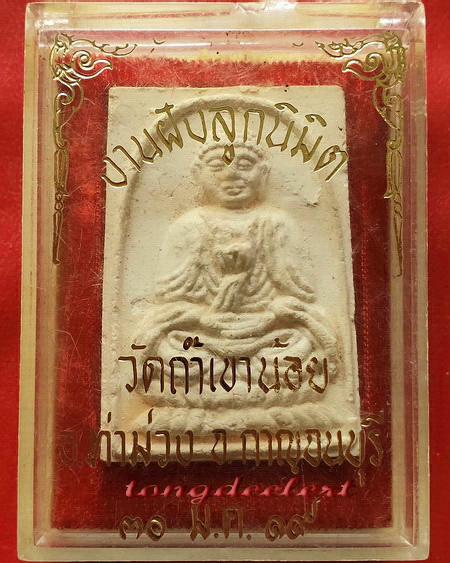 งานฝังลูกนิมิต
วัดถ้ำเขาน้อย
อ.ท่าม่วง จ.กาญจนบุรี
tongdeelert
๓๑ ม.ค. ๑๙